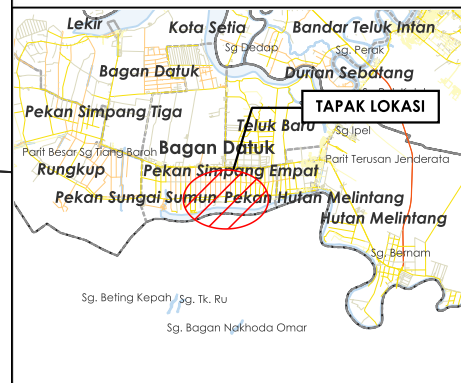 Lekir
Kota Setia
Bandar Teluk Intan
Sg Dedap
Sg. Perak
Bagan Datuk
Durian Sebatang
TAPAK LOKASI
Pekan Simpang Tiga
Teluk Baru
Sg Ipel
Parit Besar Sg Tiang Baroh
Bagan Datuk
Parit Terusan Jenderata
Rungkup
Pekan Simpang Empat
Pekan Sungai Sumun
Pekan Hutan Melintang
Hutan Melintang
Sg. Bernam
Sg. Beting Kepah
Sg. Tk. Ru
Sg. Bagan Nakhoda Omar